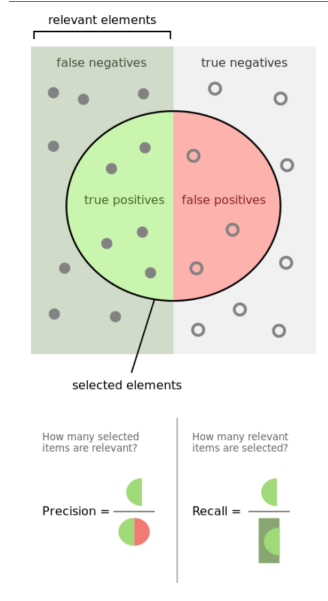 relevant elements
false negatives
true negatives
true positives
false positives
selected elements
How many selected
items are relevant?
How many relevant
items are selected?
Precision =
Recall =